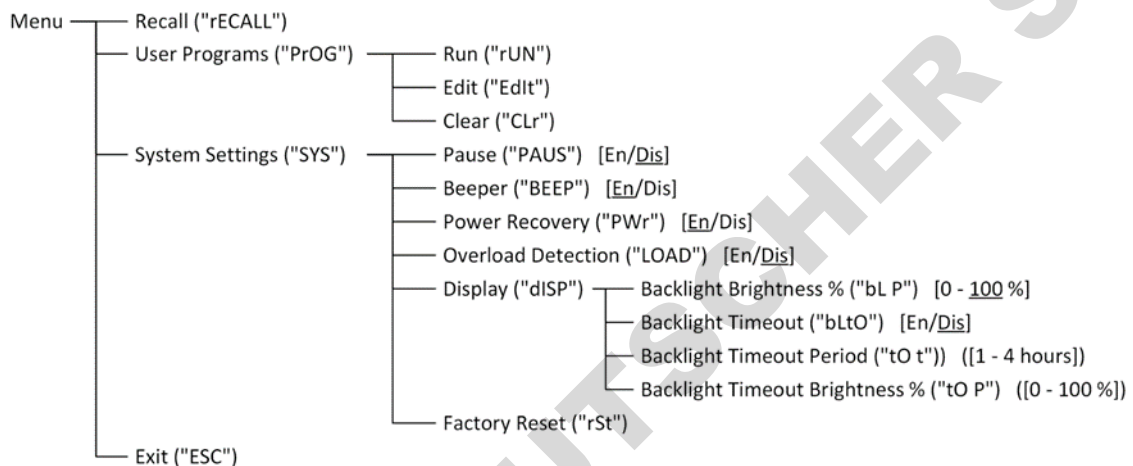 Menu Recall ("rECALL")
User Programs ("PrOG") Run ("rUN")
Edit ("EdIt")
Clear ("CLr")
System Settings ("SYS") Pause ("PAUS") [En/Dis]
Beeper ("BEEP") [En/Dis]
Power Recovery ("PWr") [En/Dis]
Overload Detection ("LOAD") [En/Dis]
Display ("dISP") Backlight Brightness % ("bL P") [0 - 100 %]
Backlight Timeout ("bLtO") [En/Dis]
Backlight Timeout Period ("tO t")) ([1 - 4 hours])
Backlight Timeout Brightness % ("tO P") ([0 - 100 %])
Factory Reset ("rSt")
Exit ("ESC")